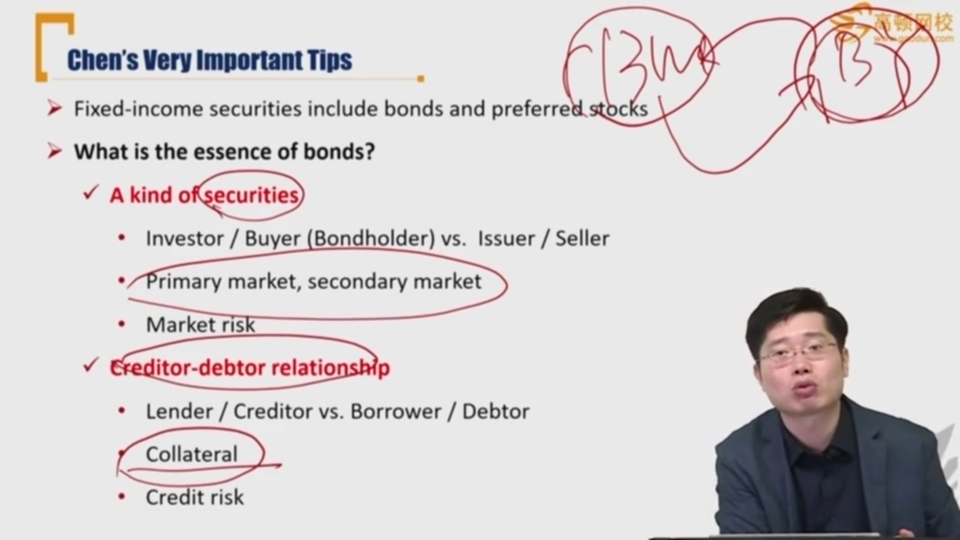 Chen's Very Important Tips
高顿网校
Fixed-income securities include bonds and preferred stocks
What is the essence of bonds?
A kind of securities
Investor / Buyer (Bondholder) vs. Issuer / Seller
Primary market, secondary market
Market risk
Creditor-debtor relationship
Lender / Creditor vs. Borrower / Debtor
Collateral
Credit risk